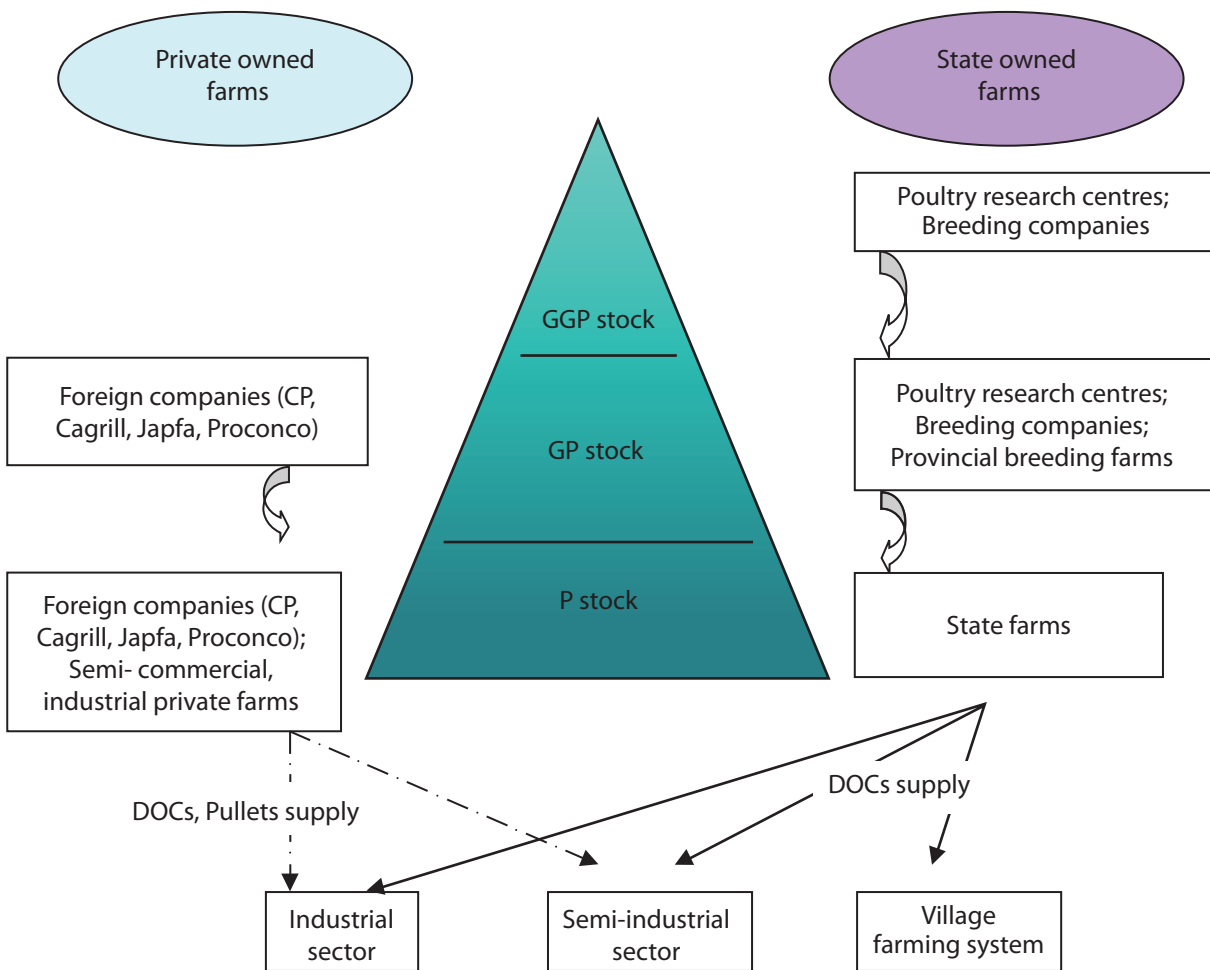 Private owned
farms
State owned
farms
Poultry research centres;
Breeding companies
GGP stock
Foreign companies (CP,
Cagrill, Japfa, Proconco)
GP stock
Poultry research centres;
Breeding companies;
Provincial breeding farms
Foreign companies (CP,
Cagrill, Japfa, Proconco);
Semi- commercial,
industrial private farms
P stock
State farms
DOCs, Pullets supply
DOCs supply
Industrial
sector
Semi-industrial
sector
Village
farming system